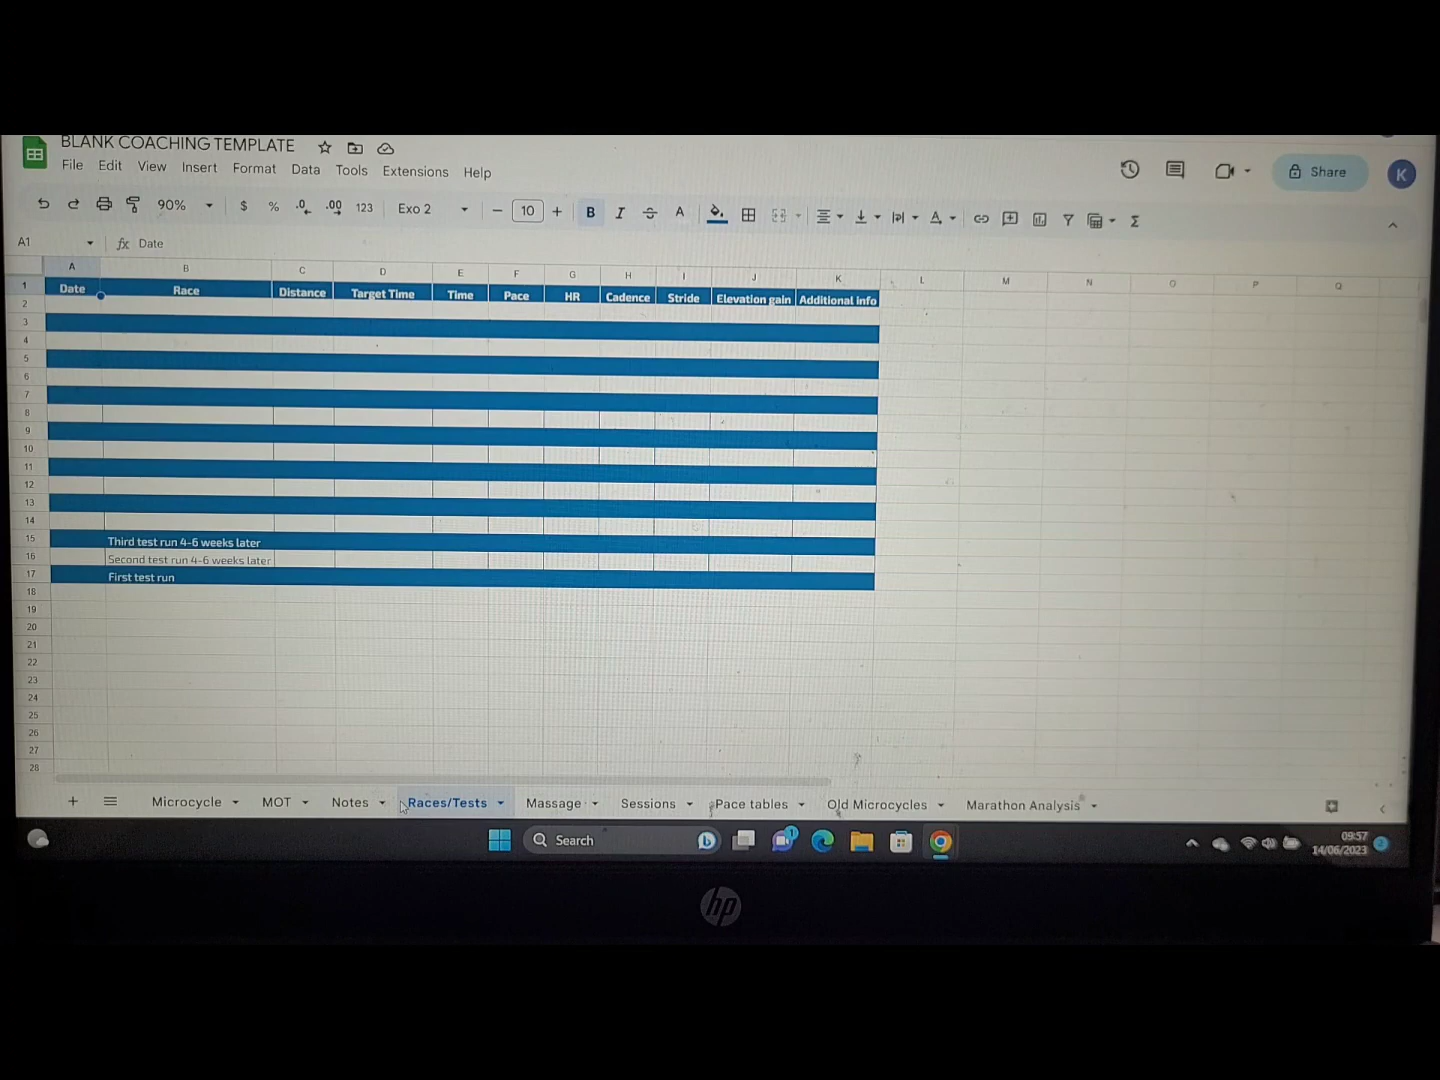 BLANK COACHING TEMPLATE
File Edit View Insert Format Data Tools Extensions Help
Share K
90% $ % .0 .00 123 Exo 2 − 10 + B I S A Σ
A1 fx Date
A B C D E F G H I J K L M N O P Q
1 Date Race Distance Target Time Time Pace HR Cadence Stride Elevation gain Additional info
2
3
4
5
6
7
8
9
10
11
12
13
14
15 Third test run 4-6 weeks later
16 Second test run 4-6 weeks later
17 First test run
18
19
20
21
22
23
24
25
26
27
28
+ Microcycle MOT Notes Races/Tests Massage Sessions Pace tables Old Microcycles Marathon Analysis
Search 1 09:57
14/06/2023 2
hp